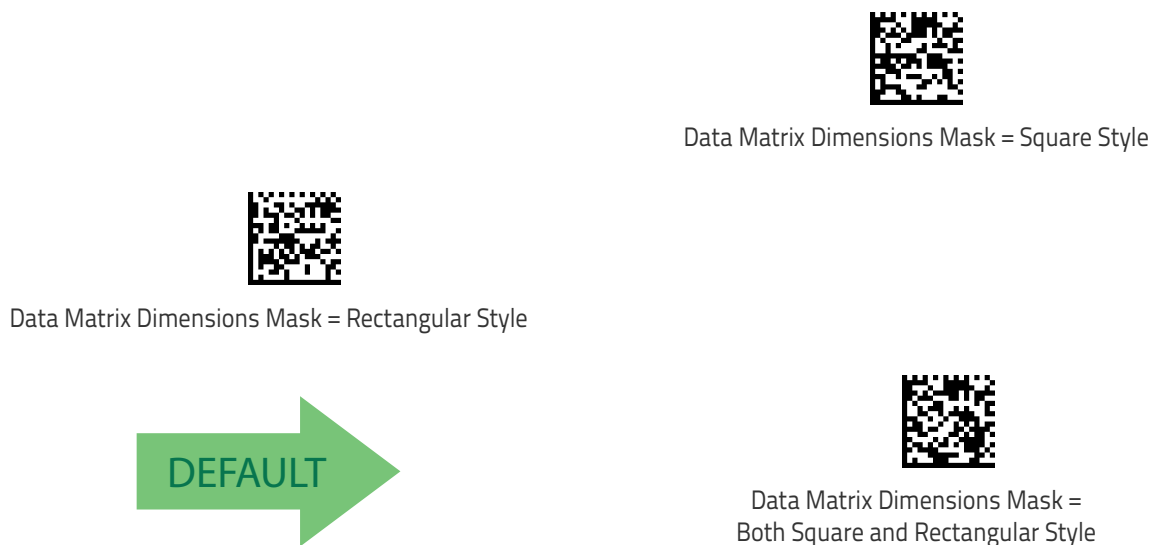 Data Matrix Dimensions Mask = Square Style
Data Matrix Dimensions Mask = Rectangular Style
DEFAULT
Data Matrix Dimensions Mask =
Both Square and Rectangular Style